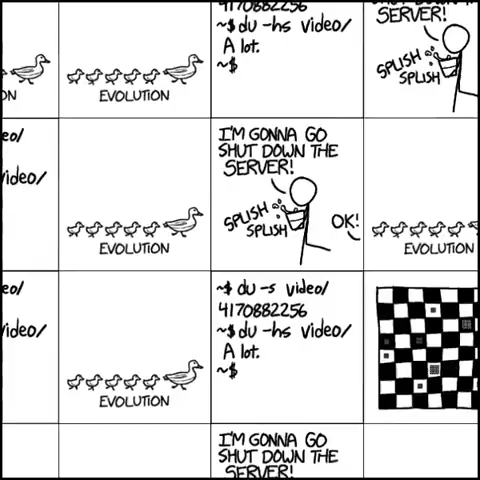 4170882256
~$ du -hs video/
A lot.
~$
SERVER!
SPLISH
SPLISH
ON
EVOLUTION
eo/
video/
EVOLUTION
I'M GONNA GO
SHUT DOWN THE
SERVER!
SPLISH
SPLISH
OK!
EVOLUTION
eo/
video/
EVOLUTION
~$ du -s video/
4170882256
~$ du -hs video/
A lot.
~$
I'M GONNA GO
SHUT DOWN THE
SERVER!